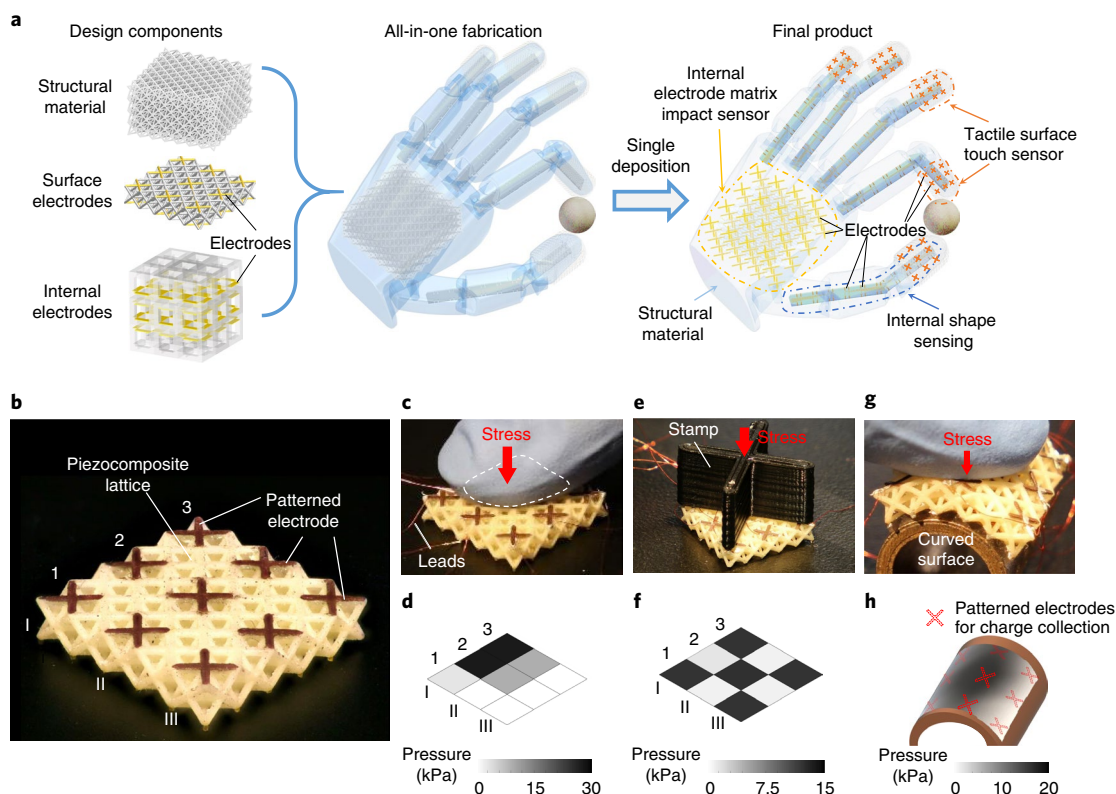 a
Design components
All-in-one fabrication
Final product
Structural
material
Surface
electrodes
Electrodes
Internal
electrodes
Single
deposition
Internal
electrode matrix
impact sensor
Tactile surface
touch sensor
Electrodes
Structural
material
Internal shape
sensing
b
Piezocomposite
lattice
Patterned
electrode
3
2
1
I
II
III
c
Stress
Leads
e
Stamp
Stress
g
Stress
Curved
surface
d
3
2
1
I
II
III
Pressure
(kPa)
0 15 30
f
3
2
1
I
II
III
Pressure
(kPa)
0 7.5 15
h
Patterned electrodes
for charge collection
Pressure
(kPa)
0 10 20